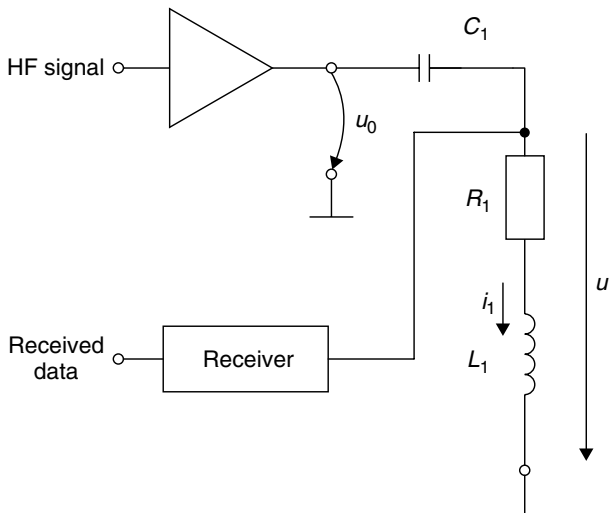 C1
HF signal
u0
R1
u
i1
Received
data
Receiver
L1